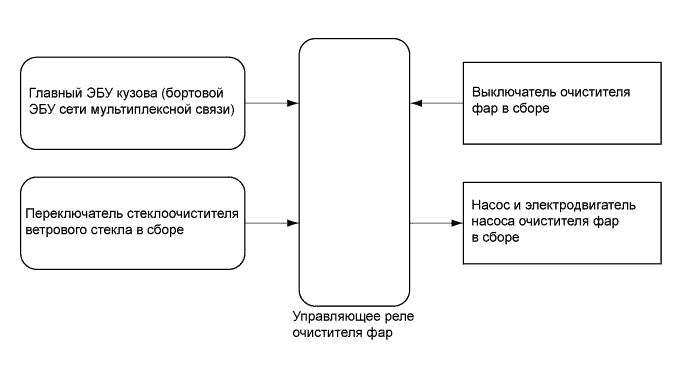 Главный ЭБУ кузова (бортовой
ЭБУ сети мультиплексной связи)
Переключатель стеклоочистителя
ветрового стекла в сборе
Управляющее реле
очистителя фар
Выключатель очистителя
фар в сборе
Насос и электродвигатель
насоса очистителя фар
в сборе